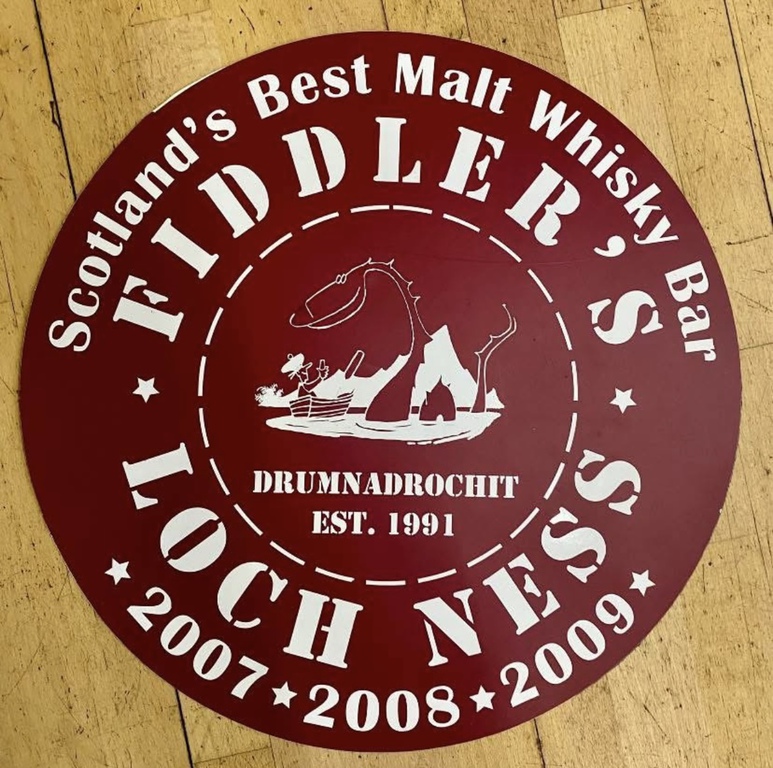 Scotland's Best Malt Whisky Bar
FIDDLER'S
DRUMNADROCHIT
EST. 1991
LOCH NESS
2007 ★ 2008 ★ 2009